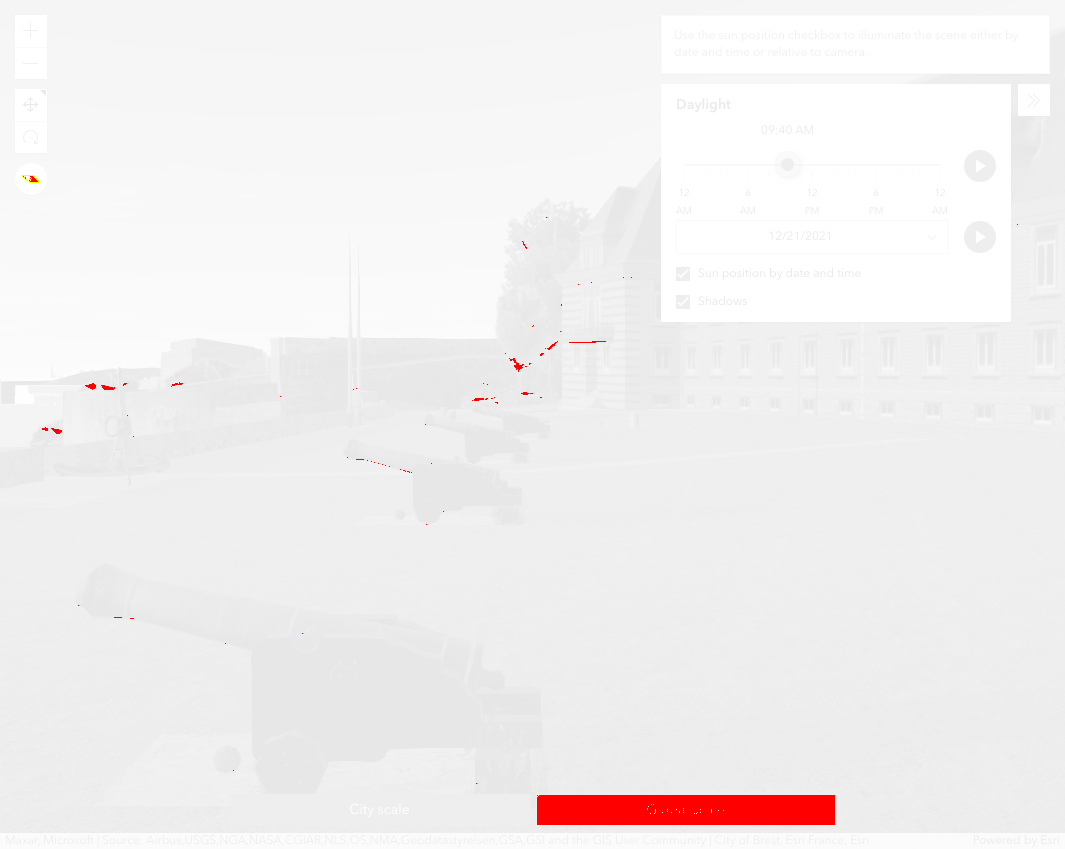 Use the sun position checkbox to illuminate the scene either by
date and time or relative to camera.
Daylight
09:40 AM
12 6 12 6 12
AM AM PM PM AM
12/21/2021
Sun position by date and time
Shadows
City scale
Maxar, Microsoft | Source: Airbus,USGS,NGA,NASA,CGIAR,NLS,OS,NMA,Geodatastyrelsen,GSA,GSI and the GIS User Community | City of Brest, Esri France, Esri
Powered by Esri